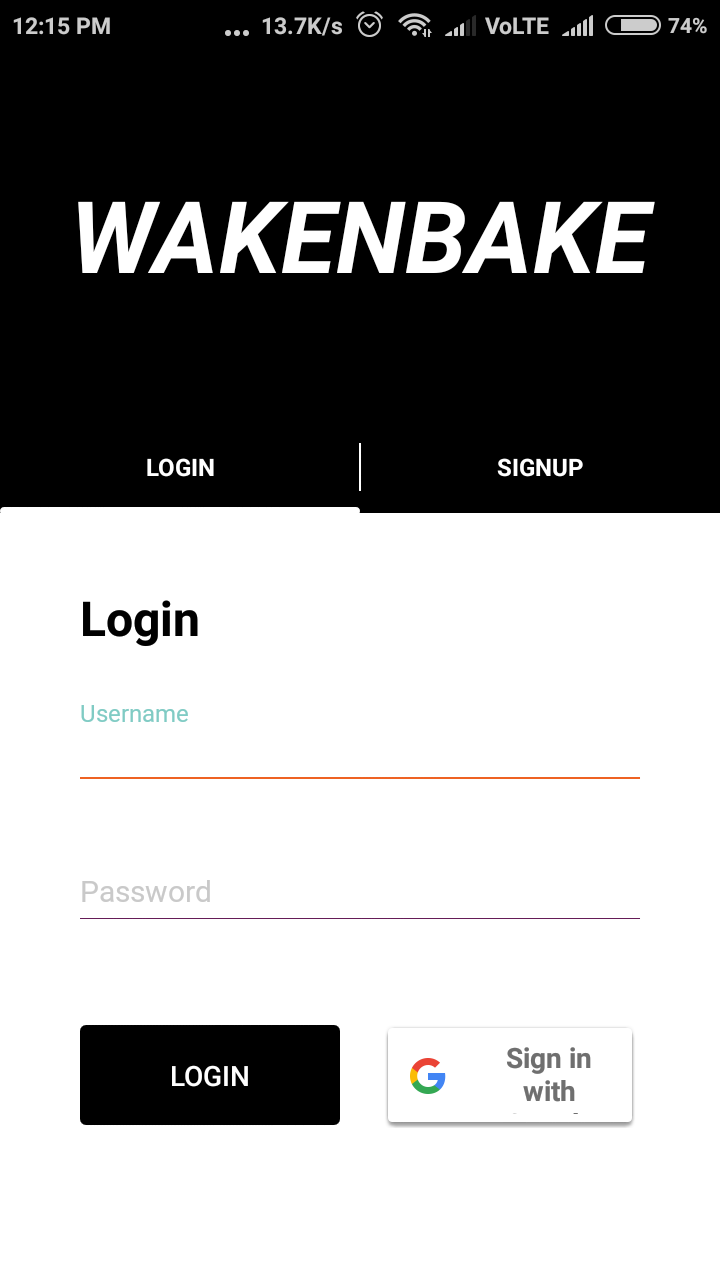 12:15 PM ... 13.7K/s VoLTE 74%
WAKENBAKE
LOGIN SIGNUP
Login
Username
Password
LOGIN
Sign in
with